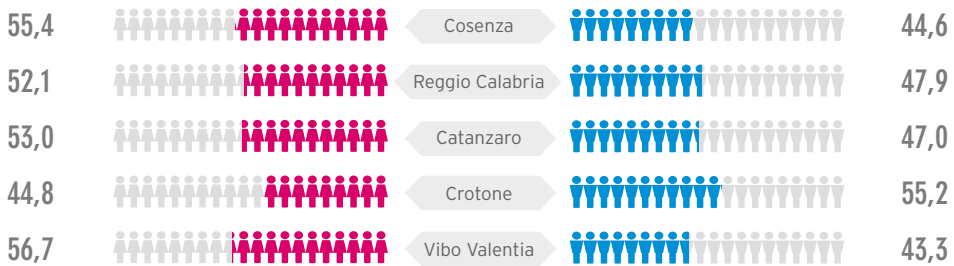 55,4 Cosenza 44,6
52,1 Reggio Calabria 47,9
53,0 Catanzaro 47,0
44,8 Crotone 55,2
56,7 Vibo Valentia 43,3